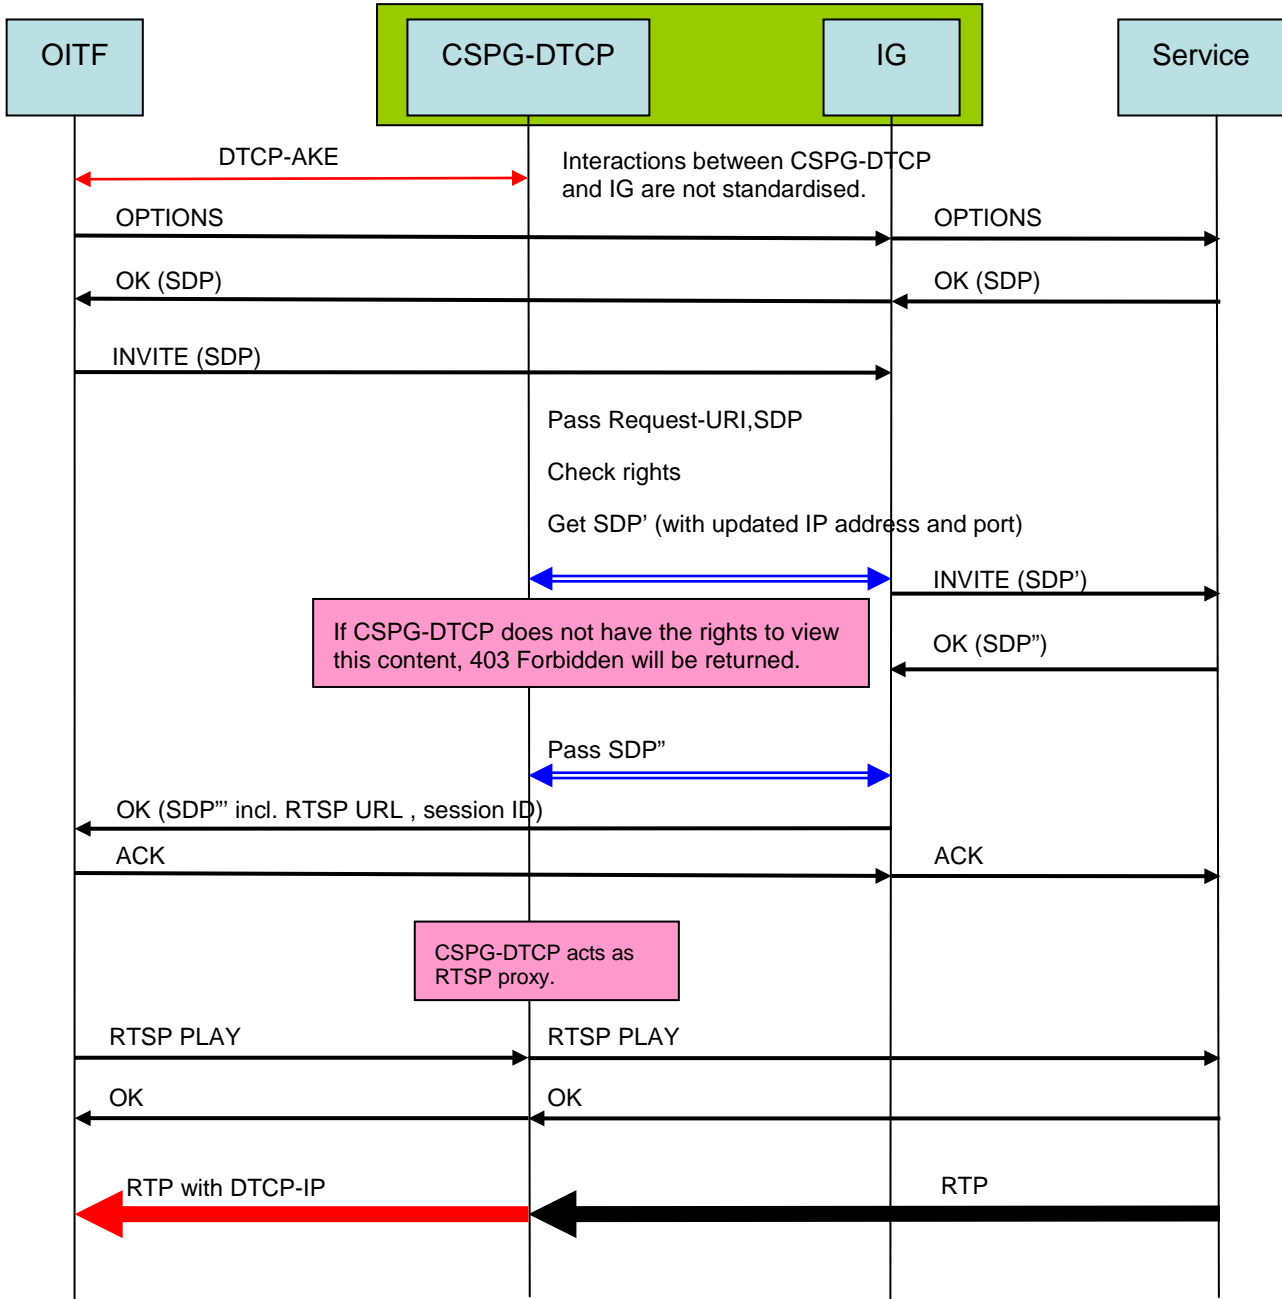 OITF
CSPG-DTCP
IG
Service
DTCP-AKE
Interactions between CSPG-DTCP
and IG are not standardised.
OPTIONS
OPTIONS
OK (SDP)
OK (SDP)
INVITE (SDP)
Pass Request-URI,SDP
Check rights
Get SDP’ (with updated IP address and port)
INVITE (SDP’)
If CSPG-DTCP does not have the rights to view
this content, 403 Forbidden will be returned.
OK (SDP”)
Pass SDP”
OK (SDP”’ incl. RTSP URL , session ID)
ACK
ACK
CSPG-DTCP acts as
RTSP proxy.
RTSP PLAY
RTSP PLAY
OK
OK
RTP with DTCP-IP
RTP